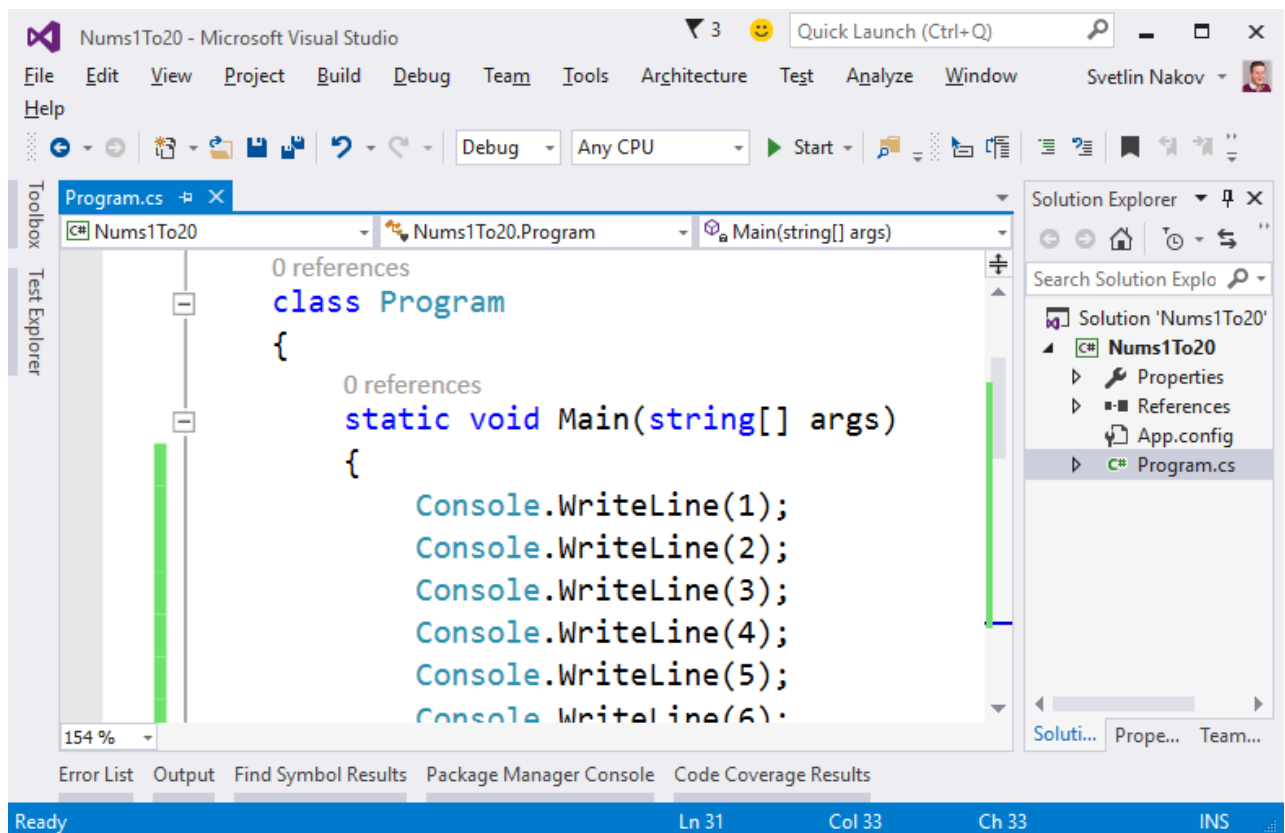 Nums1To20 - Microsoft Visual Studio 3 Quick Launch (Ctrl+Q)
File Edit View Project Build Debug Team Tools Architecture Test Analyze Window Svetlin Nakov
Help
Debug Any CPU Start
Toolbox
Test Explorer
Program.cs
C# Nums1To20 Nums1To20.Program Main(string[] args)
0 references
class Program
{
0 references
static void Main(string[] args)
{
Console.WriteLine(1);
Console.WriteLine(2);
Console.WriteLine(3);
Console.WriteLine(4);
Console.WriteLine(5);
Console.WriteLine(6);
154 %
Solution Explorer
Search Solution Explo
Solution 'Nums1To20'
C# Nums1To20
Properties
References
App.config
C# Program.cs
Soluti... Prope... Team...
Error List Output Find Symbol Results Package Manager Console Code Coverage Results
Ready Ln 31 Col 33 Ch 33 INS